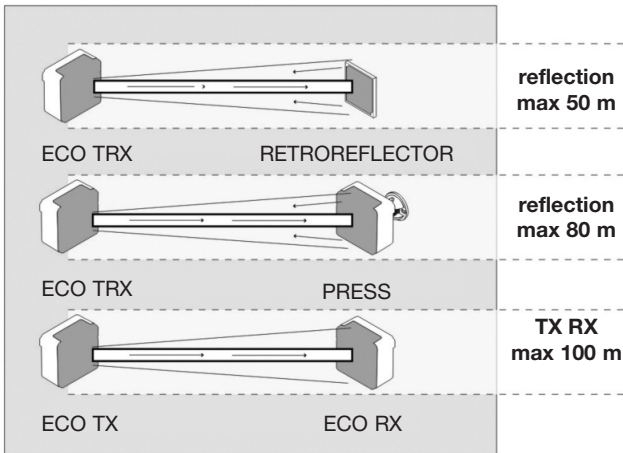 reflection
max 50 m
ECO TRX RETROREFLECTOR
reflection
max 80 m
ECO TRX PRESS
TX RX
max 100 m
ECO TX ECO RX